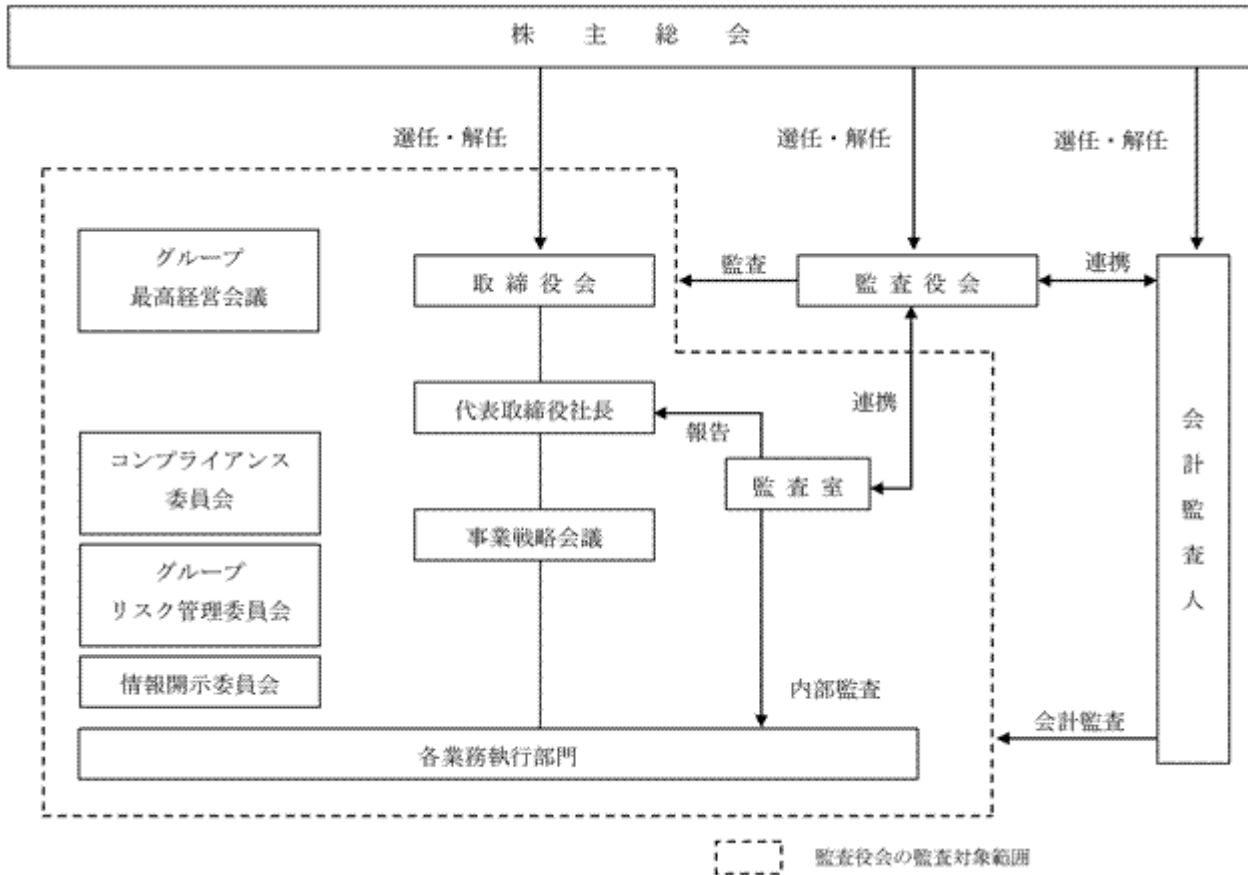 株主総会
選任・解任
選任・解任
選任・解任
グループ
最高経営会議
取締役会
監査
監査役会
連携
代表取締役社長
報告
連携
監査室
コンプライアンス
委員会
事業戦略会議
グループ
リスク管理委員会
情報開示委員会
内部監査
会計監査
各業務執行部門
会計監査人
監査役会の監査対象範囲